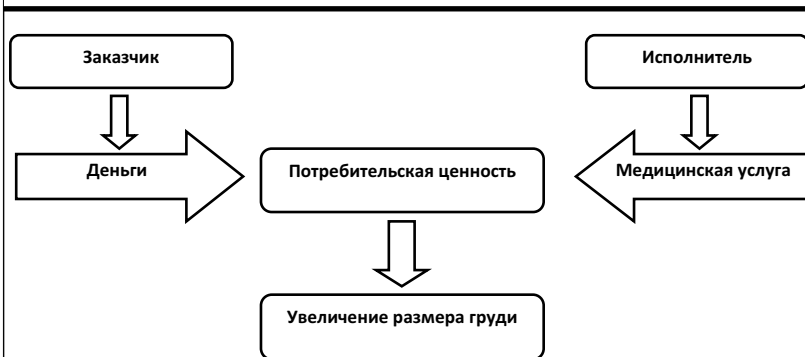 Заказчик
Исполнитель
Деньги
Потребительская ценность
Медицинская услуга
Увеличение размера груди